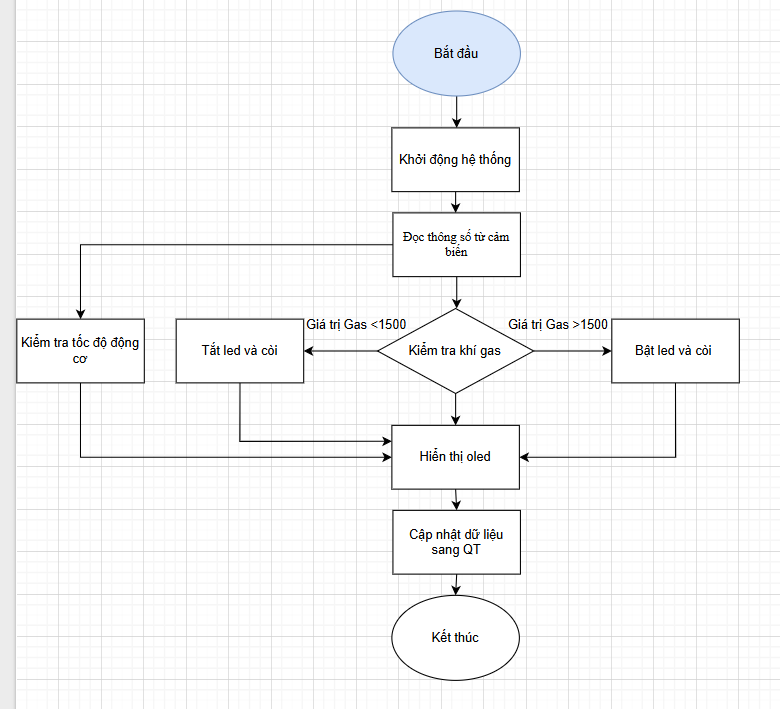 Bắt đầu
Khởi động hệ thống
Đọc thông số từ cảm
biến
Giá trị Gas <1500
Giá trị Gas >1500
Kiểm tra tốc độ động
cơ
Tắt led và còi
Kiểm tra khí gas
Bật led và còi
Hiển thị oled
Cập nhật dữ liệu
sang QT
Kết thúc